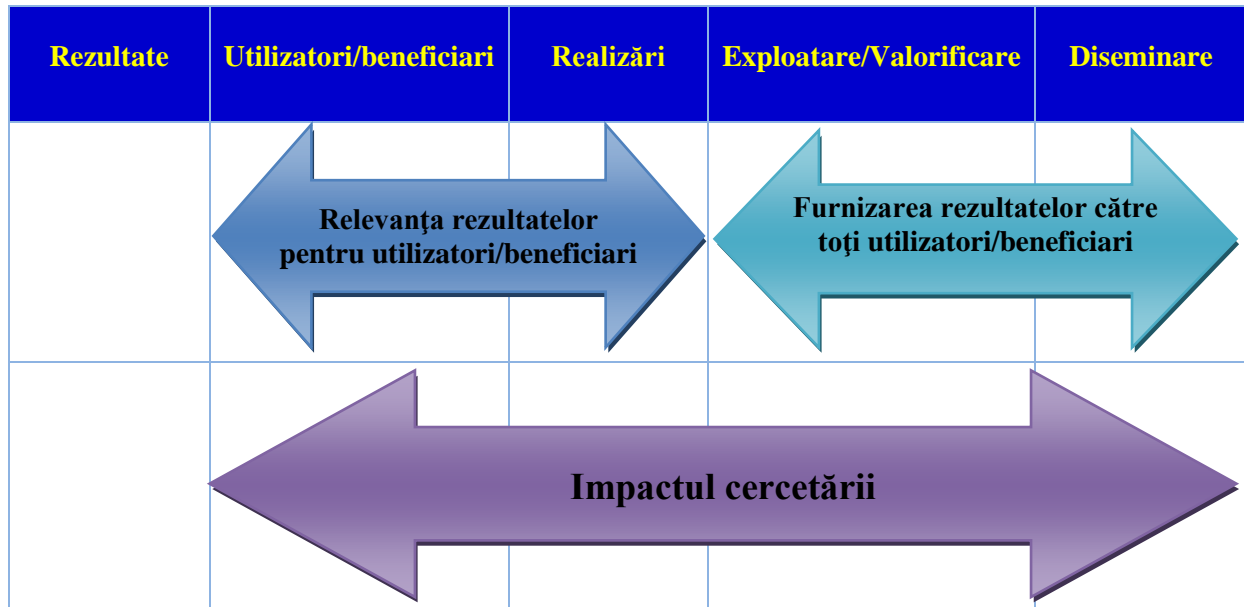 Rezultate
Utilizatori/beneficiari
Realizări
Exploatare/Valorificare
Diseminare
Relevanţa rezultatelor
pentru utilizatori/beneficiari
Furnizarea rezultatelor către
toţi utilizatori/beneficiari
Impactul cercetării